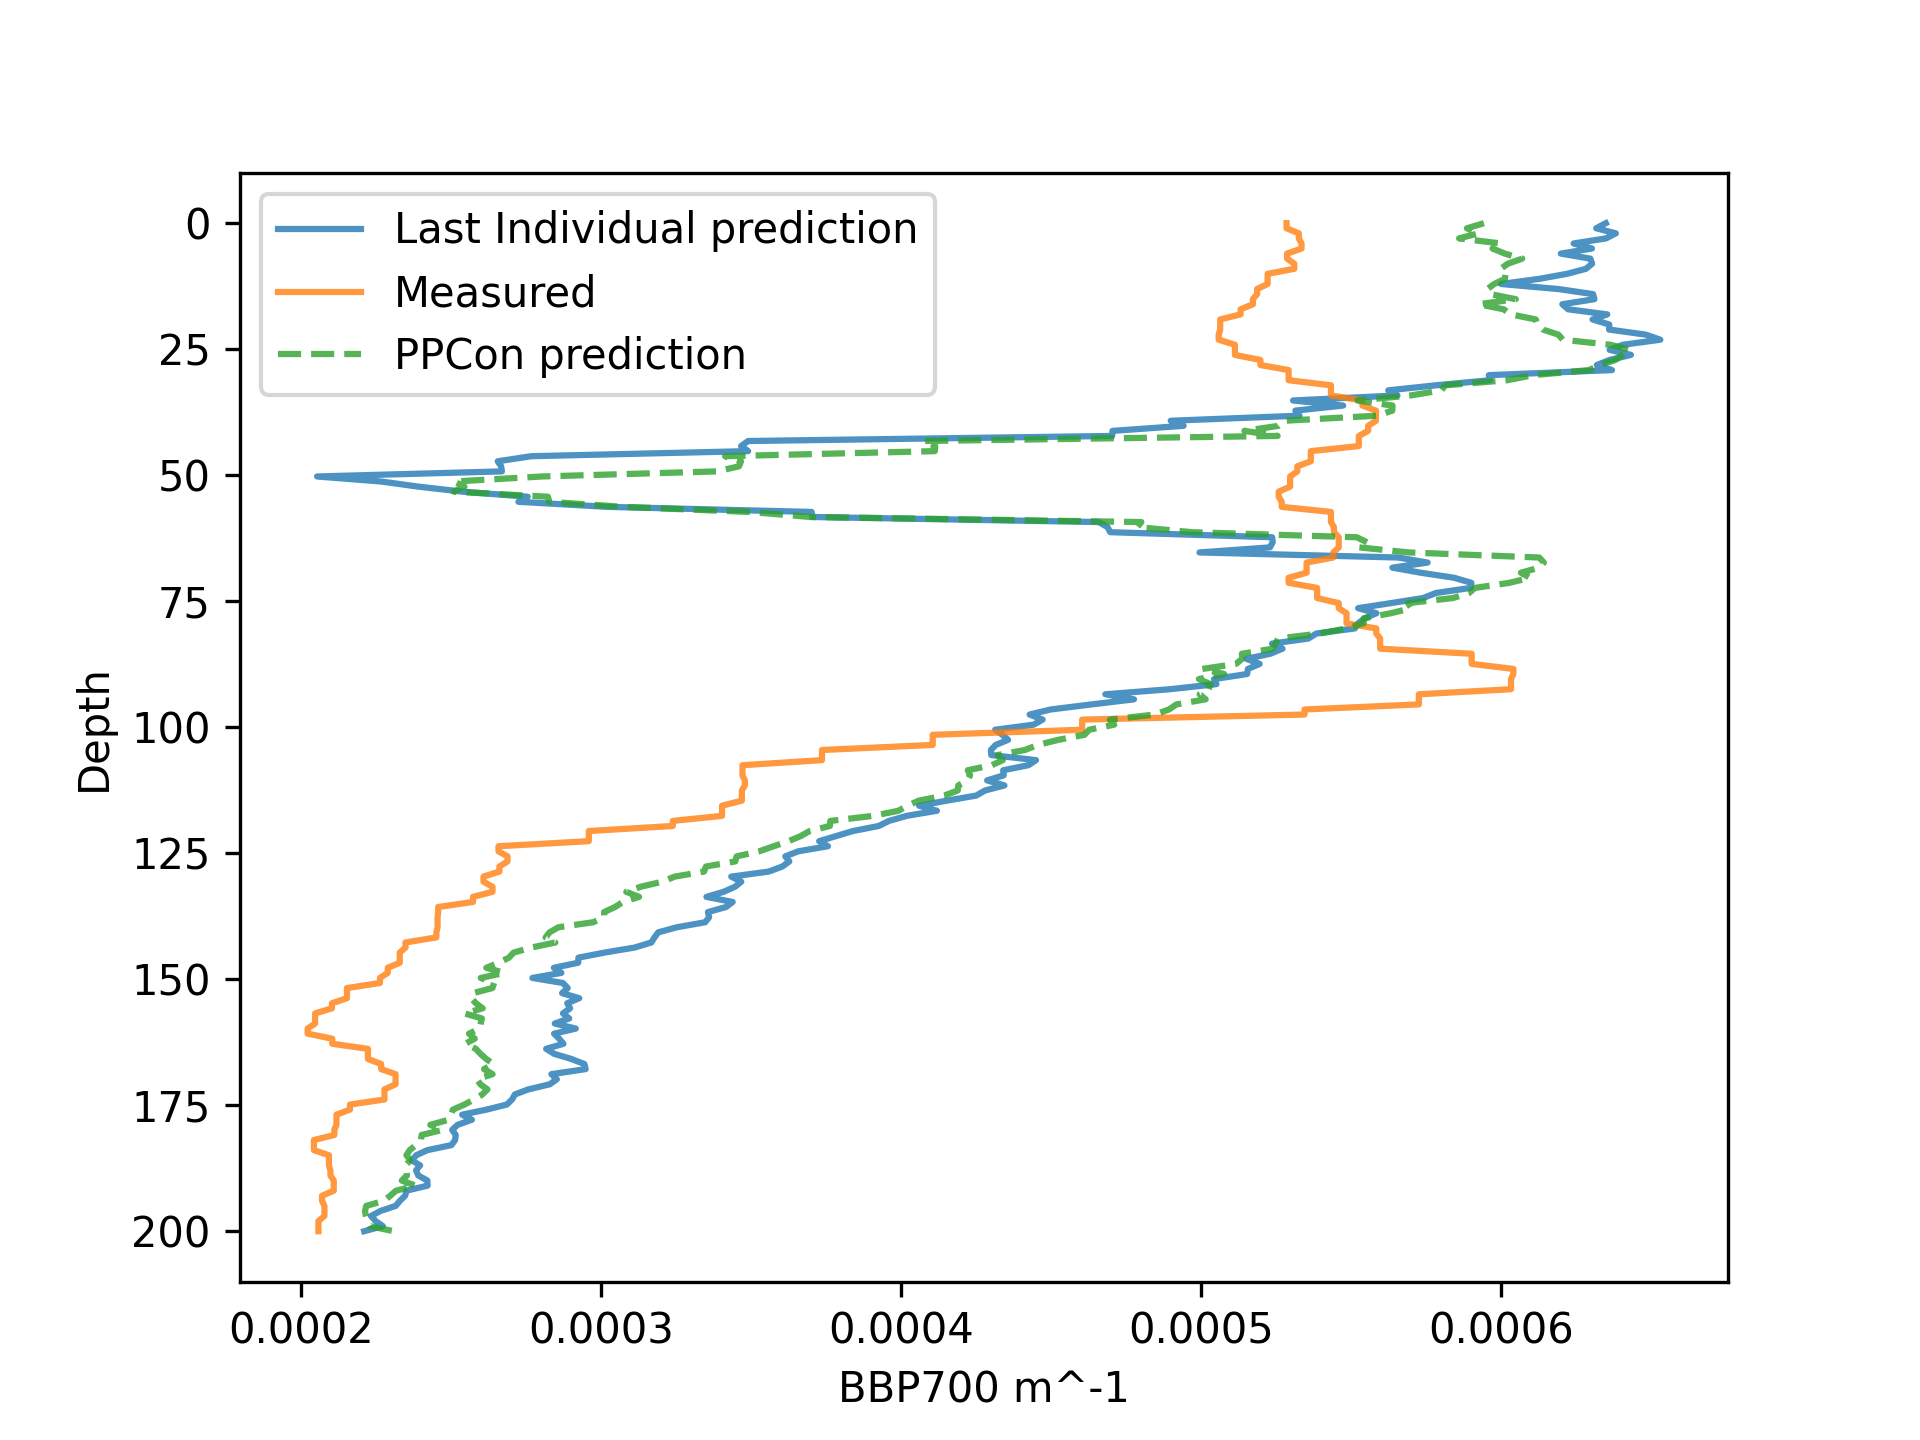 Last Individual prediction
Measured
PPCon prediction
0
25
50
75
100
125
150
175
200
Depth
0.0002 0.0003 0.0004 0.0005 0.0006
BBP700 m^-1